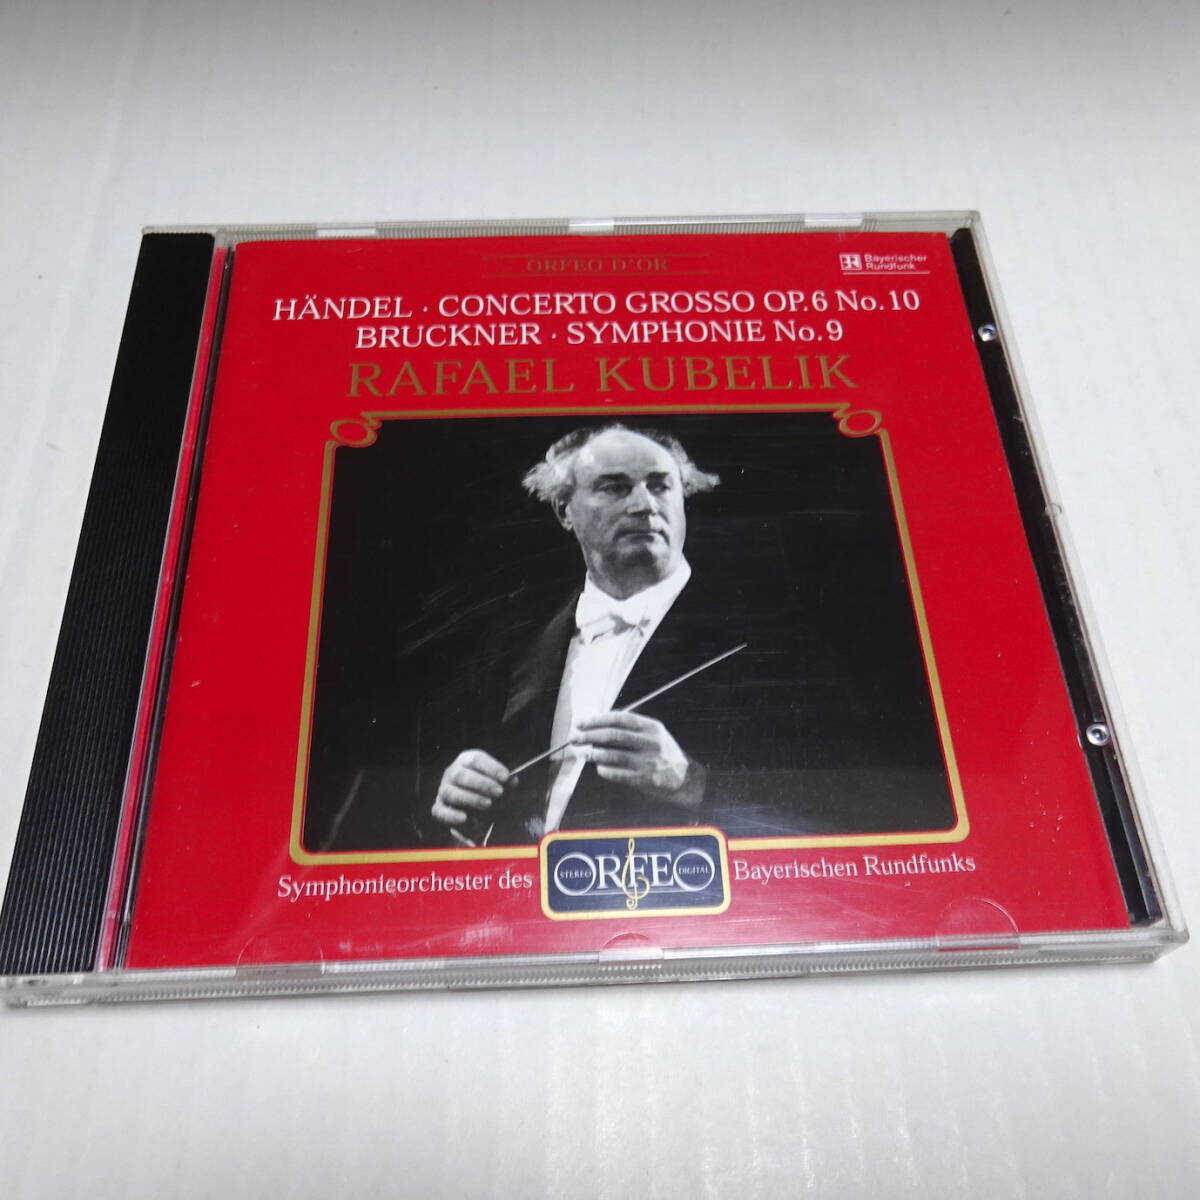 ORFEO D'OR
Bayerischer
Rundfunk
HÄNDEL · CONCERTO GROSSO OP.6 No.10
BRUCKNER · SYMPHONIE No.9
RAFAEL KUBELIK
Symphonieorchester des
STEREO ORFEO DIGITAL
Bayerischen Rundfunks